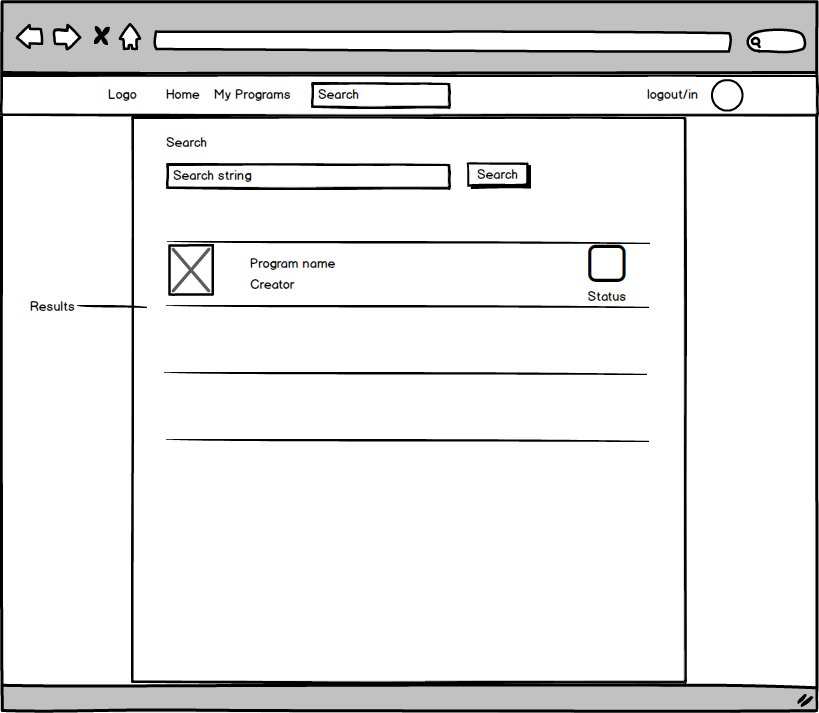 Logo Home My Programs Search logout/in
Search
Search string Search
Program name
Creator
Status
Results